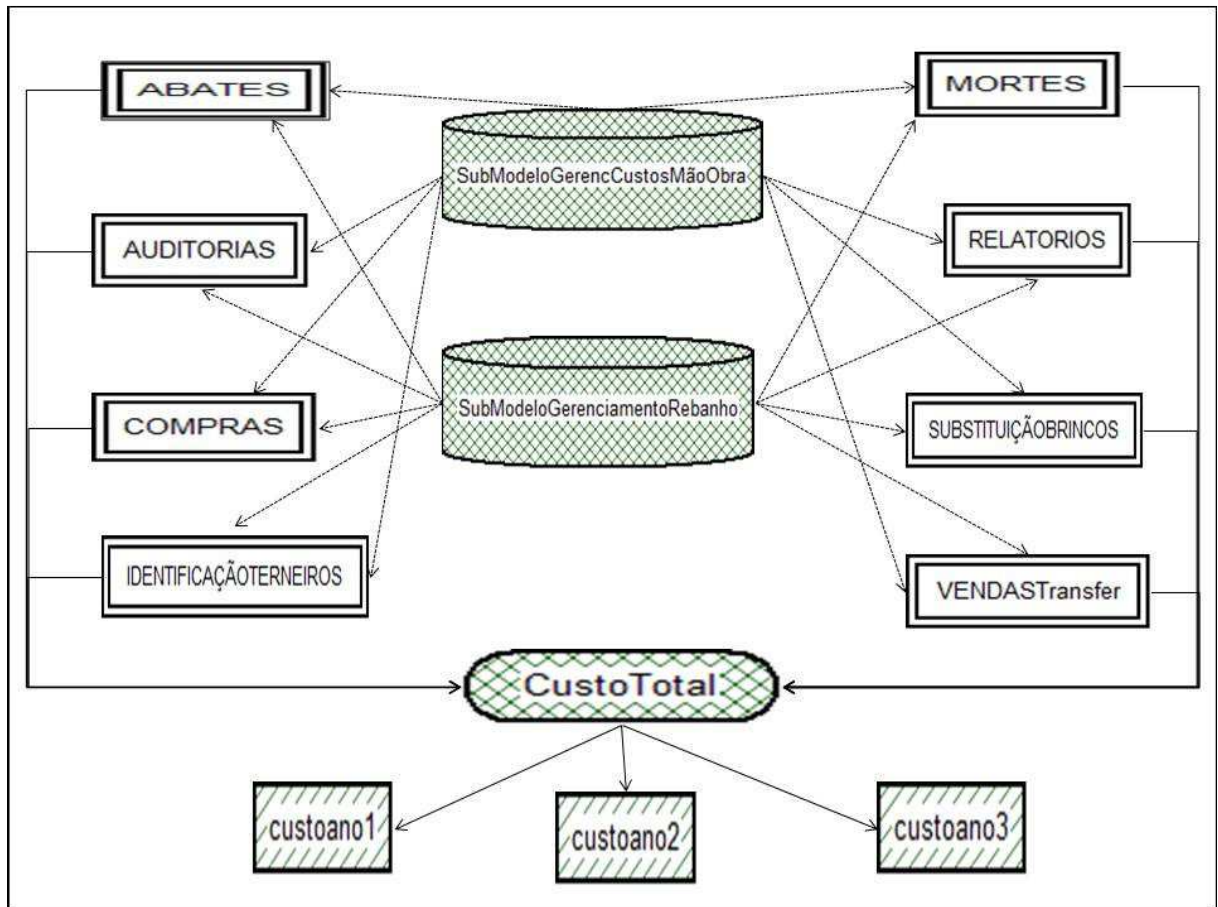 ABATES
MORTES
SubModeloGerencCustosMãoObra
AUDITORIAS
RELATORIOS
SubModeloGerenciamentoRebanho
COMPRAS
SUBSTITUIÇÃOBRINCOS
IDENTIFICAÇÃOTERNEIROS
VENDASTransfer
CustoTotal
custoano1
custoano2
custoano3